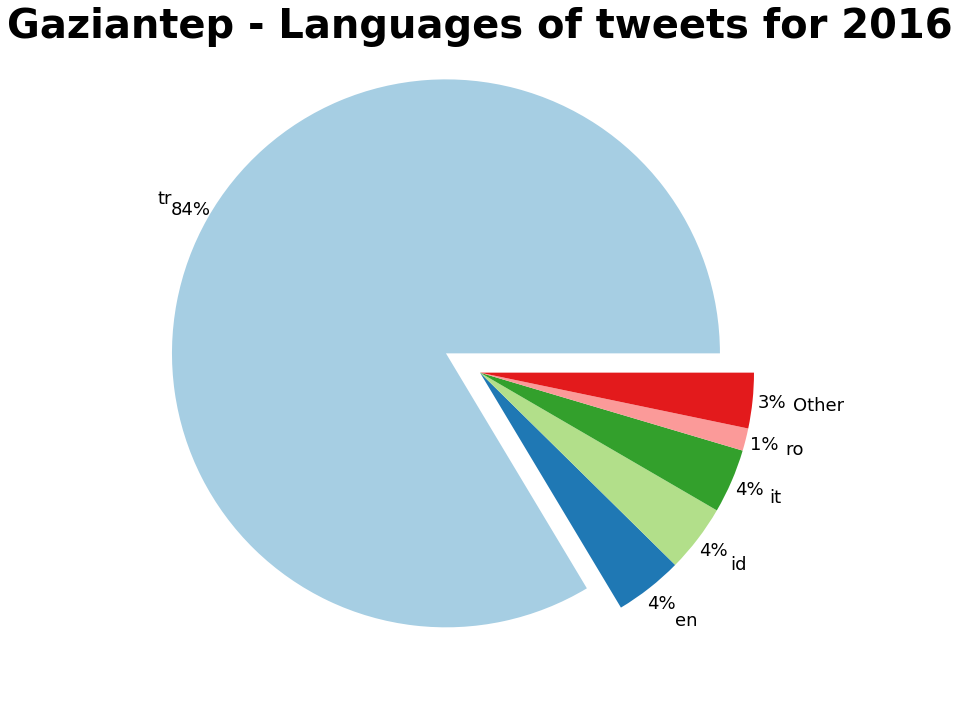 Gaziantep - Languages of tweets for 2016
tr
84%
3% Other
1% ro
4% it
4% id
4%
en